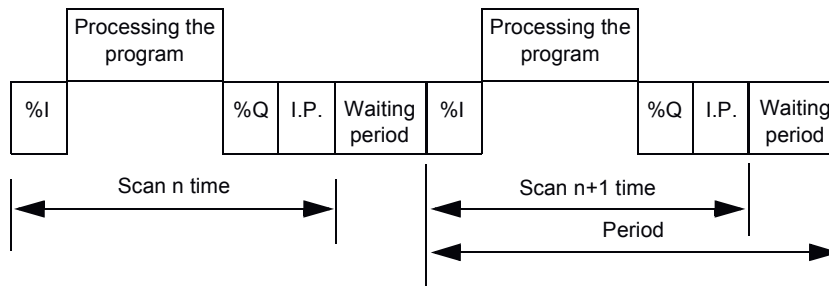 Processing the
program
Processing the
program
%I
%Q
I.P.
Waiting
period
%I
%Q
I.P.
Waiting
period
Scan n time
Scan n+1 time
Period